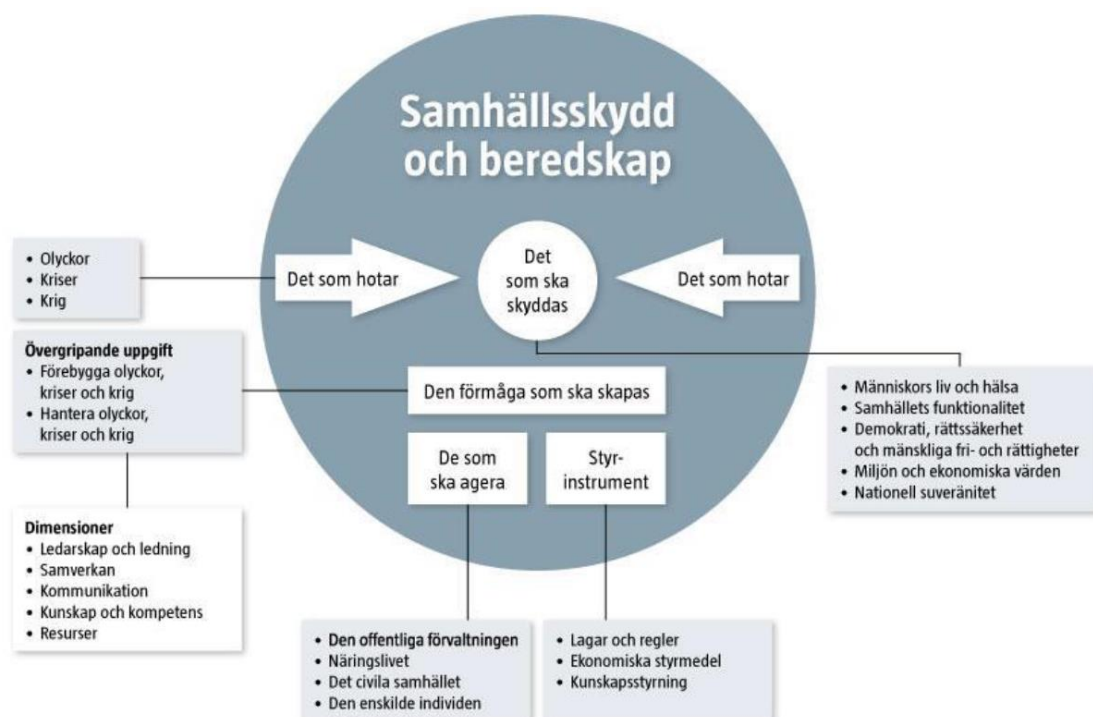 Samhällsskydd
och beredskap
• Olyckor
• Kriser
• Krig
Det som hotar
Det
som ska
skyddas
Det som hotar
Övergripande uppgift
• Förebygga olyckor,
kriser och krig
• Hantera olyckor,
kriser och krig
Den förmåga som ska skapas
• Människors liv och hälsa
• Samhällets funktionalitet
• Demokrati, rättssäkerhet
och mänskliga fri- och rättigheter
• Miljön och ekonomiska värden
• Nationell suveränitet
De som
ska agera
Styr-
instrument
Dimensioner
• Ledarskap och ledning
• Samverkan
• Kommunikation
• Kunskap och kompetens
• Resurser
• Den offentliga förvaltningen
• Näringslivet
• Det civila samhället
• Den enskilde individen
• Lagar och regler
• Ekonomiska styrmedel
• Kunskapsstyrning